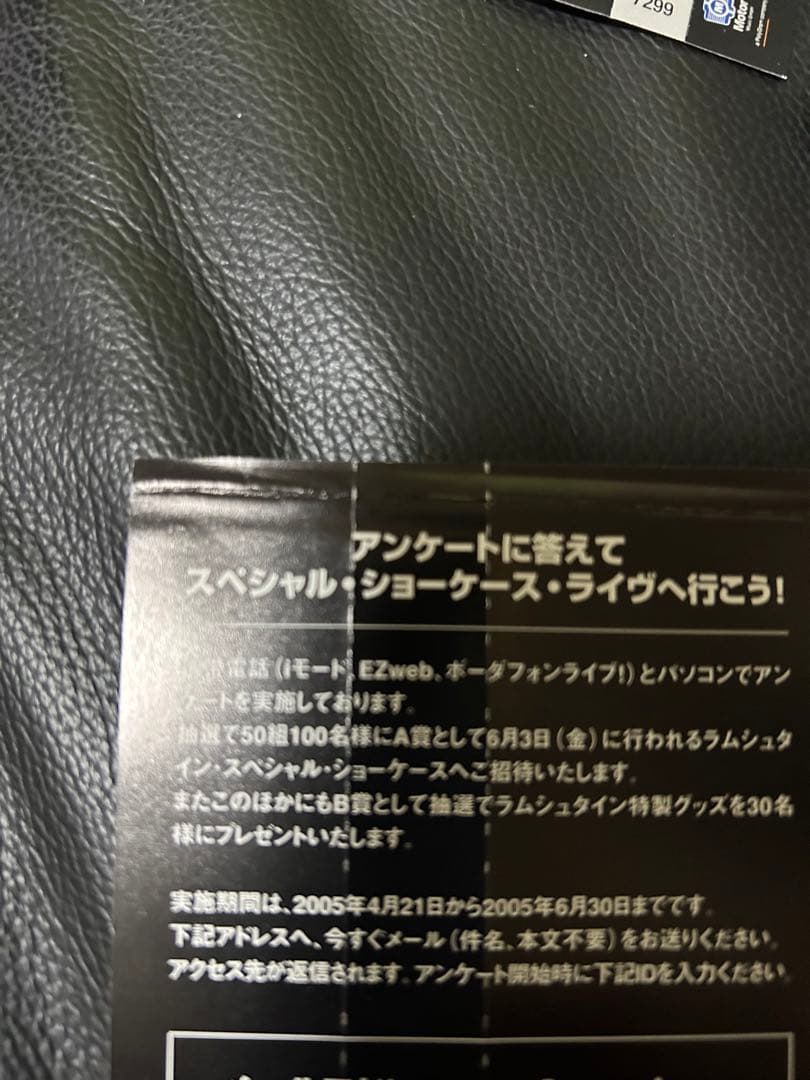 7299
Motor
アンケートに答えて
スペシャル・ショーケース・ライヴへ行こう!
電話(iモード、EZweb、ボーダフォンライブ!)とパソコンでアン
ケートを実施しております。
抽選で50組100名様にA賞として6月3日(金)に行われるラムシュタ
イン・スペシャル・ショーケースへご招待いたします。
またこのほかにもB賞として抽選でラムシュタイン特製グッズを30名
様にプレゼントいたします。
実施期間は、2005年4月21日から2005年6月30日までです。
下記アドレスへ、今すぐメール(件名、本文不要)をお送りください。
アクセス先が返信されます。アンケート開始時に下記IDを入力ください。